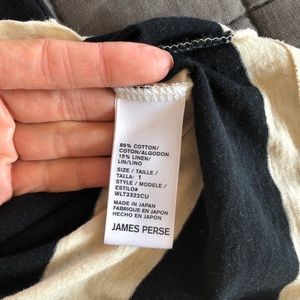 85% COTTON/
COTON/ALGODON
15% LINEN/
LIN/LINO
SIZE / TAILLE /
TALLA: 1
STYLE / MODELE /
ESTILO#
WLT3322CU
MADE IN JAPAN
FABRIQUE EN JAPON
HECHO EN JAPON
JAMES PERSE